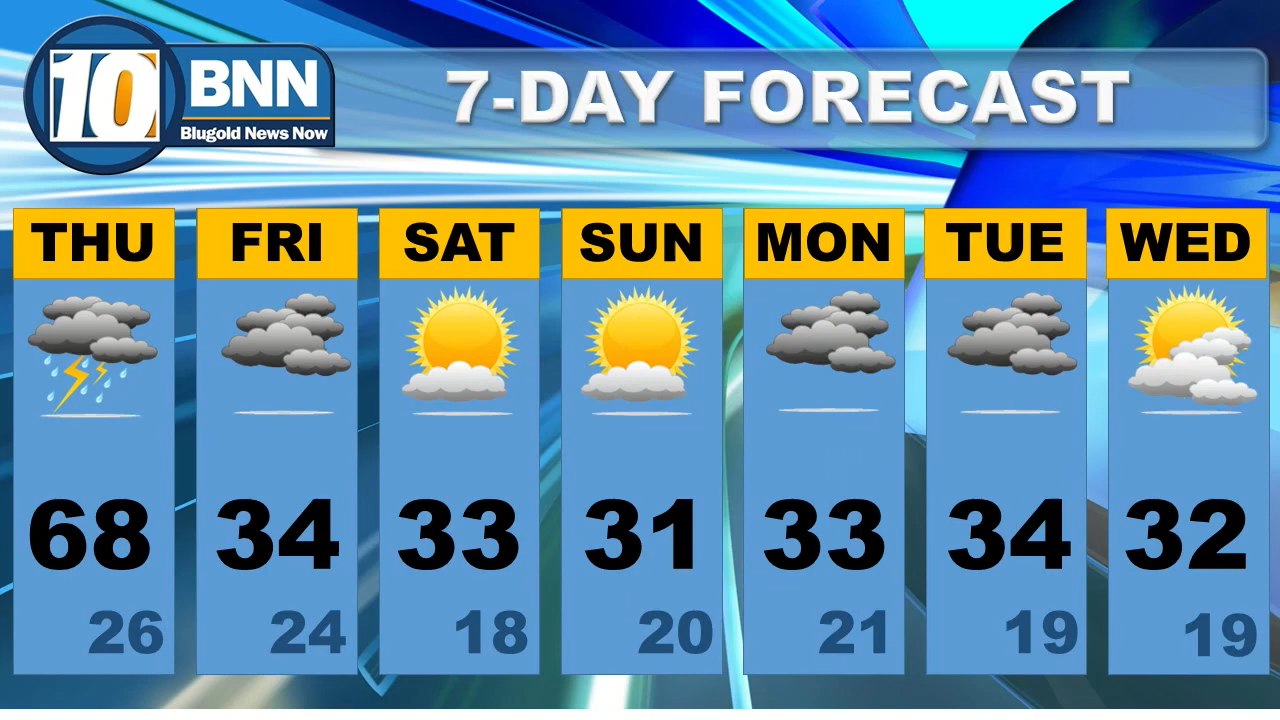 10
BNN
Blugold News Now
7-DAY FORECAST
THU FRI SAT SUN MON TUE WED
68 34 33 31 33 34 32
26 24 18 20 21 19 19